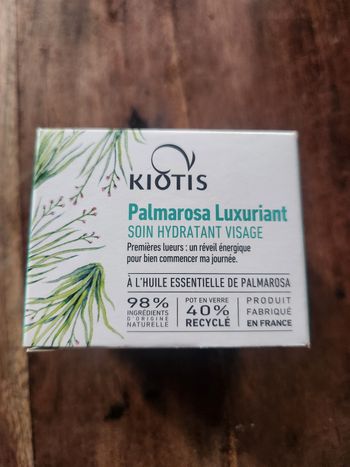 KIOTIS
Palmarosa Luxuriant
SOIN HYDRATANT VISAGE
Premières lueurs : un réveil énergique
pour bien commencer ma journée.
À L'HUILE ESSENTIELLE DE PALMAROSA
98%
INGRÉDIENTS
D'ORIGINE
NATURELLE
POT EN VERRE
40%
RECYCLÉ
PRODUIT
FABRIQUÉ
EN FRANCE